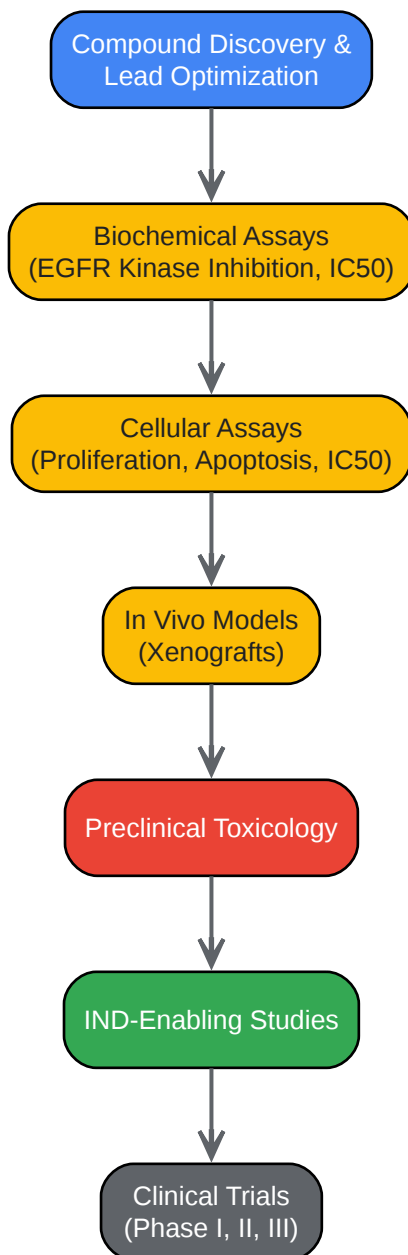 Compound Discovery &
Lead Optimization
Biochemical Assays
(EGFR Kinase Inhibition, IC50)
Cellular Assays
(Proliferation, Apoptosis, IC50)
In Vivo Models
(Xenografts)
Preclinical Toxicology
IND-Enabling Studies
Clinical Trials
(Phase I, II, III)